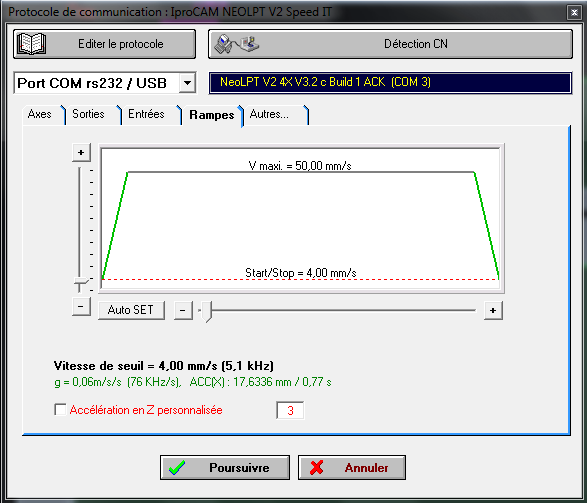 Protocole de communication : IproCAM NEOLPT V2 Speed IT
Editer le protocole
Détection CN
Port COM rs232 / USB
NeoLPT V2 4X V3.2 c Build 1 ACK (COM 3)
Axes Sorties Entrées Rampes Autres...
+
V maxi. = 50,00 mm/s
Start/Stop = 4,00 mm/s
-
Auto SET - +
Vitesse de seuil = 4,00 mm/s (5,1 kHz)
g = 0,06m/s/s (76 KHz/s), ACC(X) : 17,6336 mm / 0,77 s
Accélération en Z personnalisée 3
Poursuivre Annuler